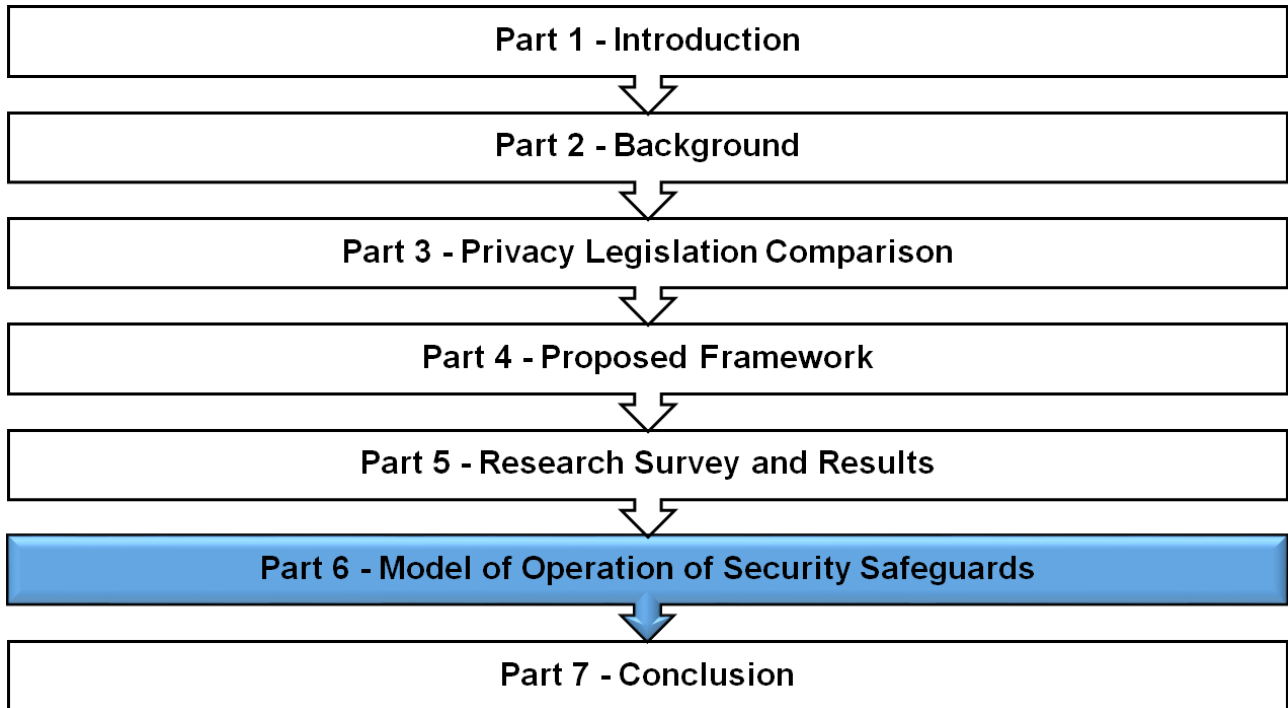 Part 1 - Introduction
Part 2 - Background
Part 3 - Privacy Legislation Comparison
Part 4 - Proposed Framework
Part 5 - Research Survey and Results
Part 6 - Model of Operation of Security Safeguards
Part 7 - Conclusion